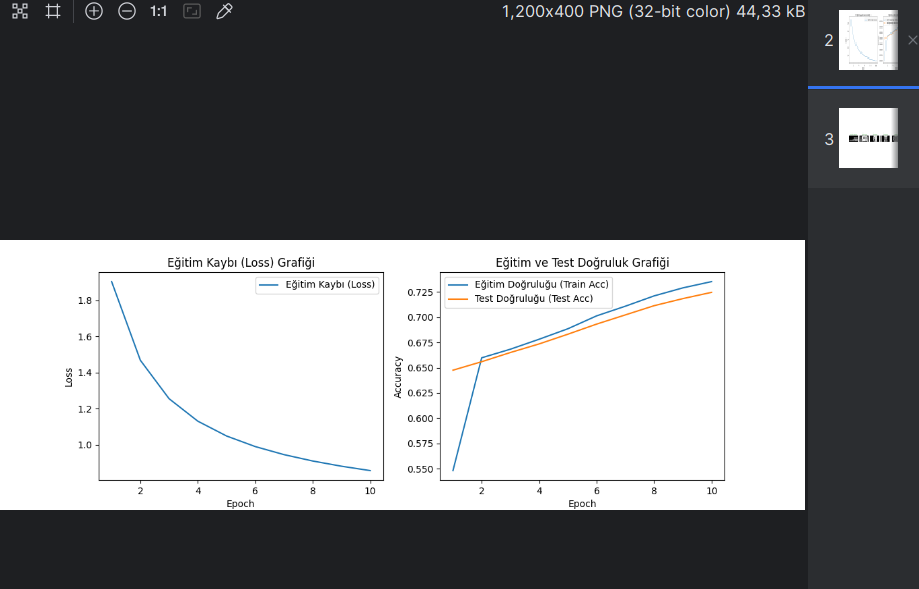 1:1
1,200x400 PNG (32-bit color) 44,33 kB
2
3
Eğitim Kaybı (Loss) Grafiği
Eğitim Kaybı (Loss)
1.8
1.6
1.4
1.2
1.0
Loss
2 4 6 8 10
Epoch
Eğitim ve Test Doğruluk Grafiği
Eğitim Doğruluğu (Train Acc)
Test Doğruluğu (Test Acc)
0.725
0.700
0.675
0.650
0.625
0.600
0.575
0.550
Accuracy
2 4 6 8 10
Epoch